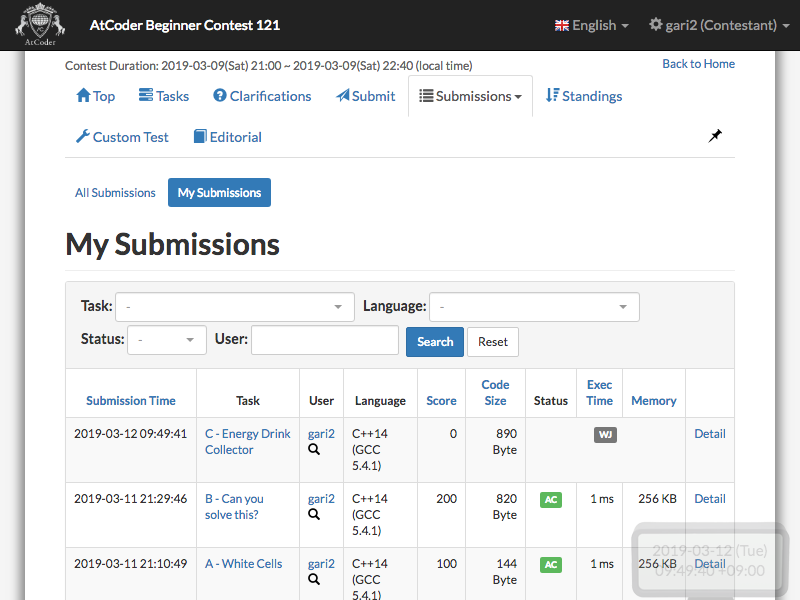 AtCoder
AtCoder Beginner Contest 121
English
gari2 (Contestant)
Contest Duration: 2019-03-09(Sat) 21:00 ~ 2019-03-09(Sat) 22:40 (local time)
Back to Home
Top
Tasks
Clarifications
Submit
Submissions
Standings
Custom Test
Editorial
All Submissions
My Submissions
My Submissions
Task: -
Language: -
Status: -
User:
Search
Reset
Submission Time
Task
User
Language
Score
Code
Size
Status
Exec
Time
Memory
2019-03-12 09:49:41
C - Energy Drink
Collector
gari2
C++14
(GCC
5.4.1)
0
890
Byte
WJ
Detail
2019-03-11 21:29:46
B - Can you
solve this?
gari2
C++14
(GCC
5.4.1)
200
820
Byte
AC
1 ms
256 KB
Detail
2019-03-11 21:10:49
A - White Cells
gari2
C++14
(GCC
5.4.1)
100
144
Byte
AC
1 ms
256 KB
Detail
2019-03-12 (Tue)
09:49:40 +09:00